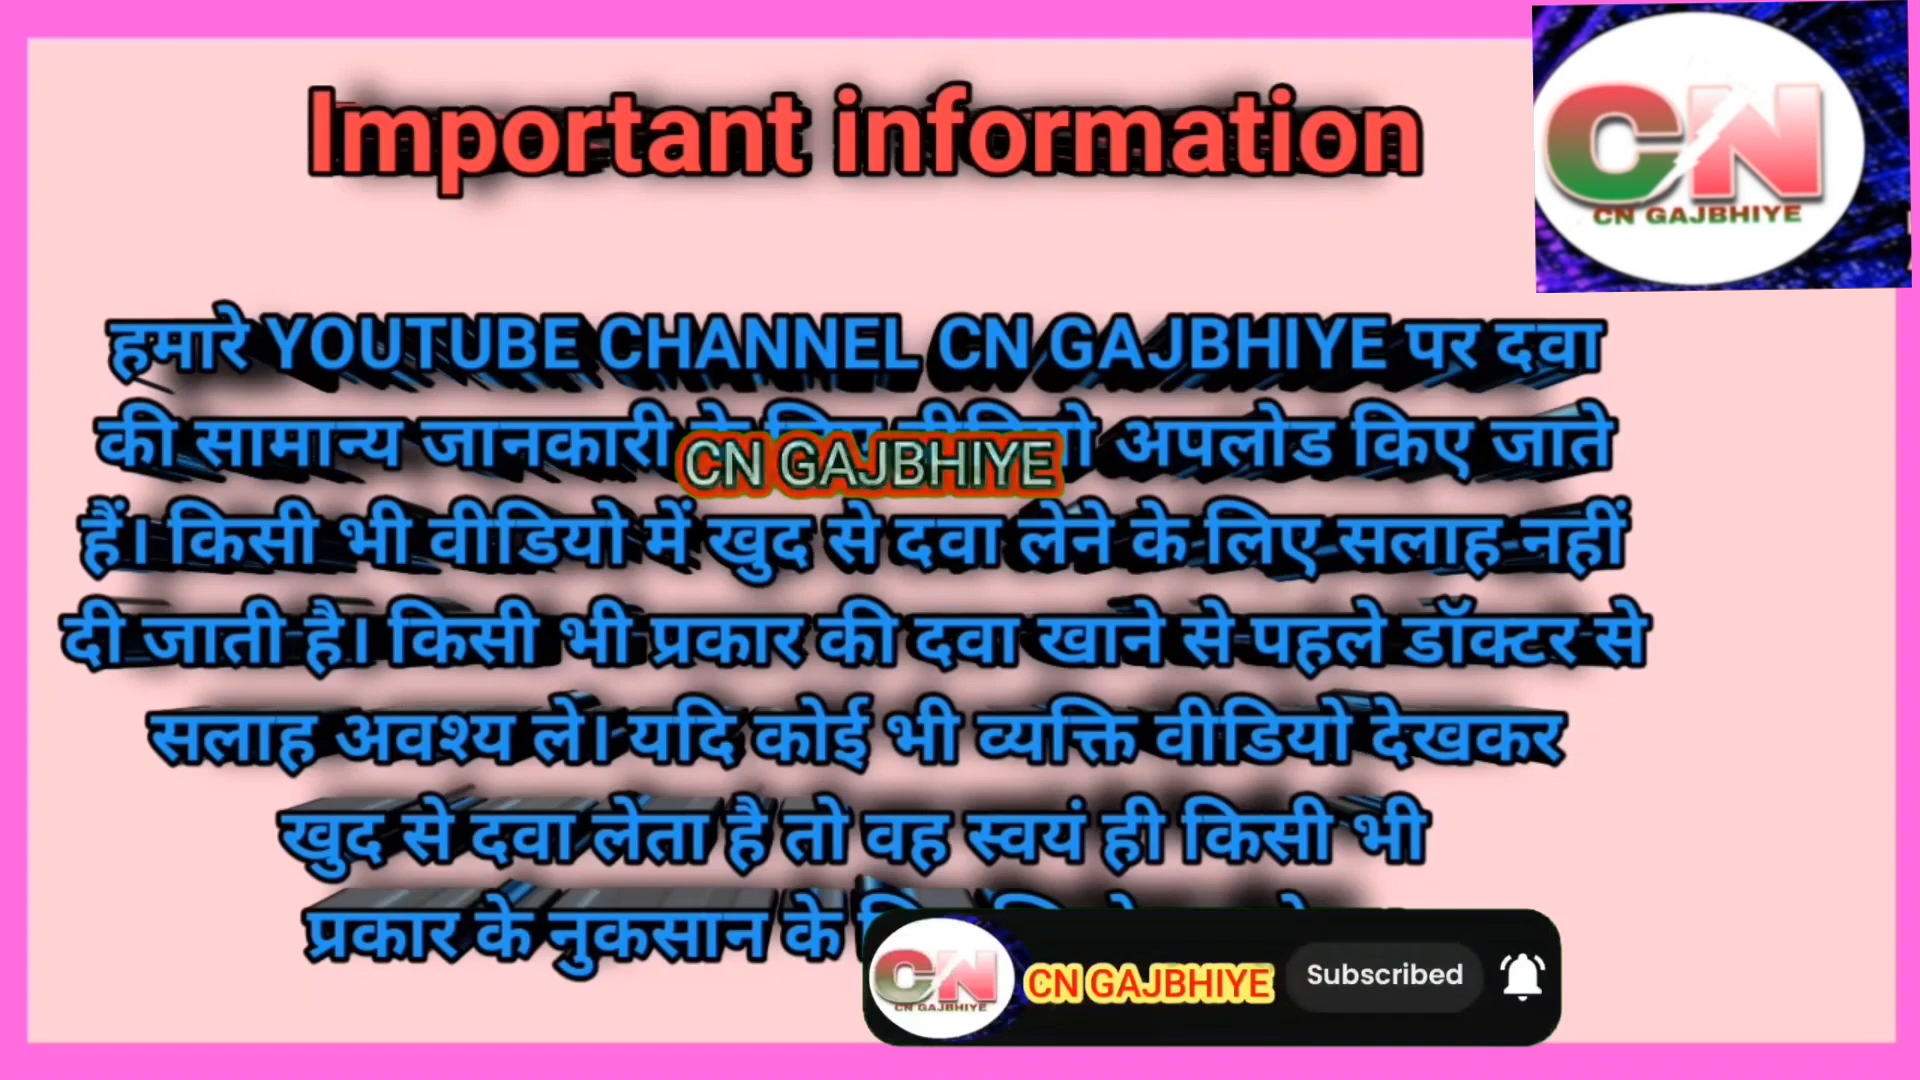 Important information
CN
CN GAJBHIYE
हमारे YOUTUBE CHANNEL CN GAJBHIYE पर दवा
की सामान्य जानकारी अपलोड किए जाते
CN GAJBHIYE
हैं। किसी भी वीडियो में खुद से दवा लेने के लिए सलाह नहीं
दी जाती है। किसी भी प्रकार की दवा खाने से पहले डॉक्टर से
सलाह अवश्य ले। यदि कोई भी व्यक्ति वीडियो देखकर
खुद से दवा लेता है तो वह स्वयं ही किसी भी
प्रकार के नुकसान के
CN
CN GAJBHIYE
CN GAJBHIYE Subscribed